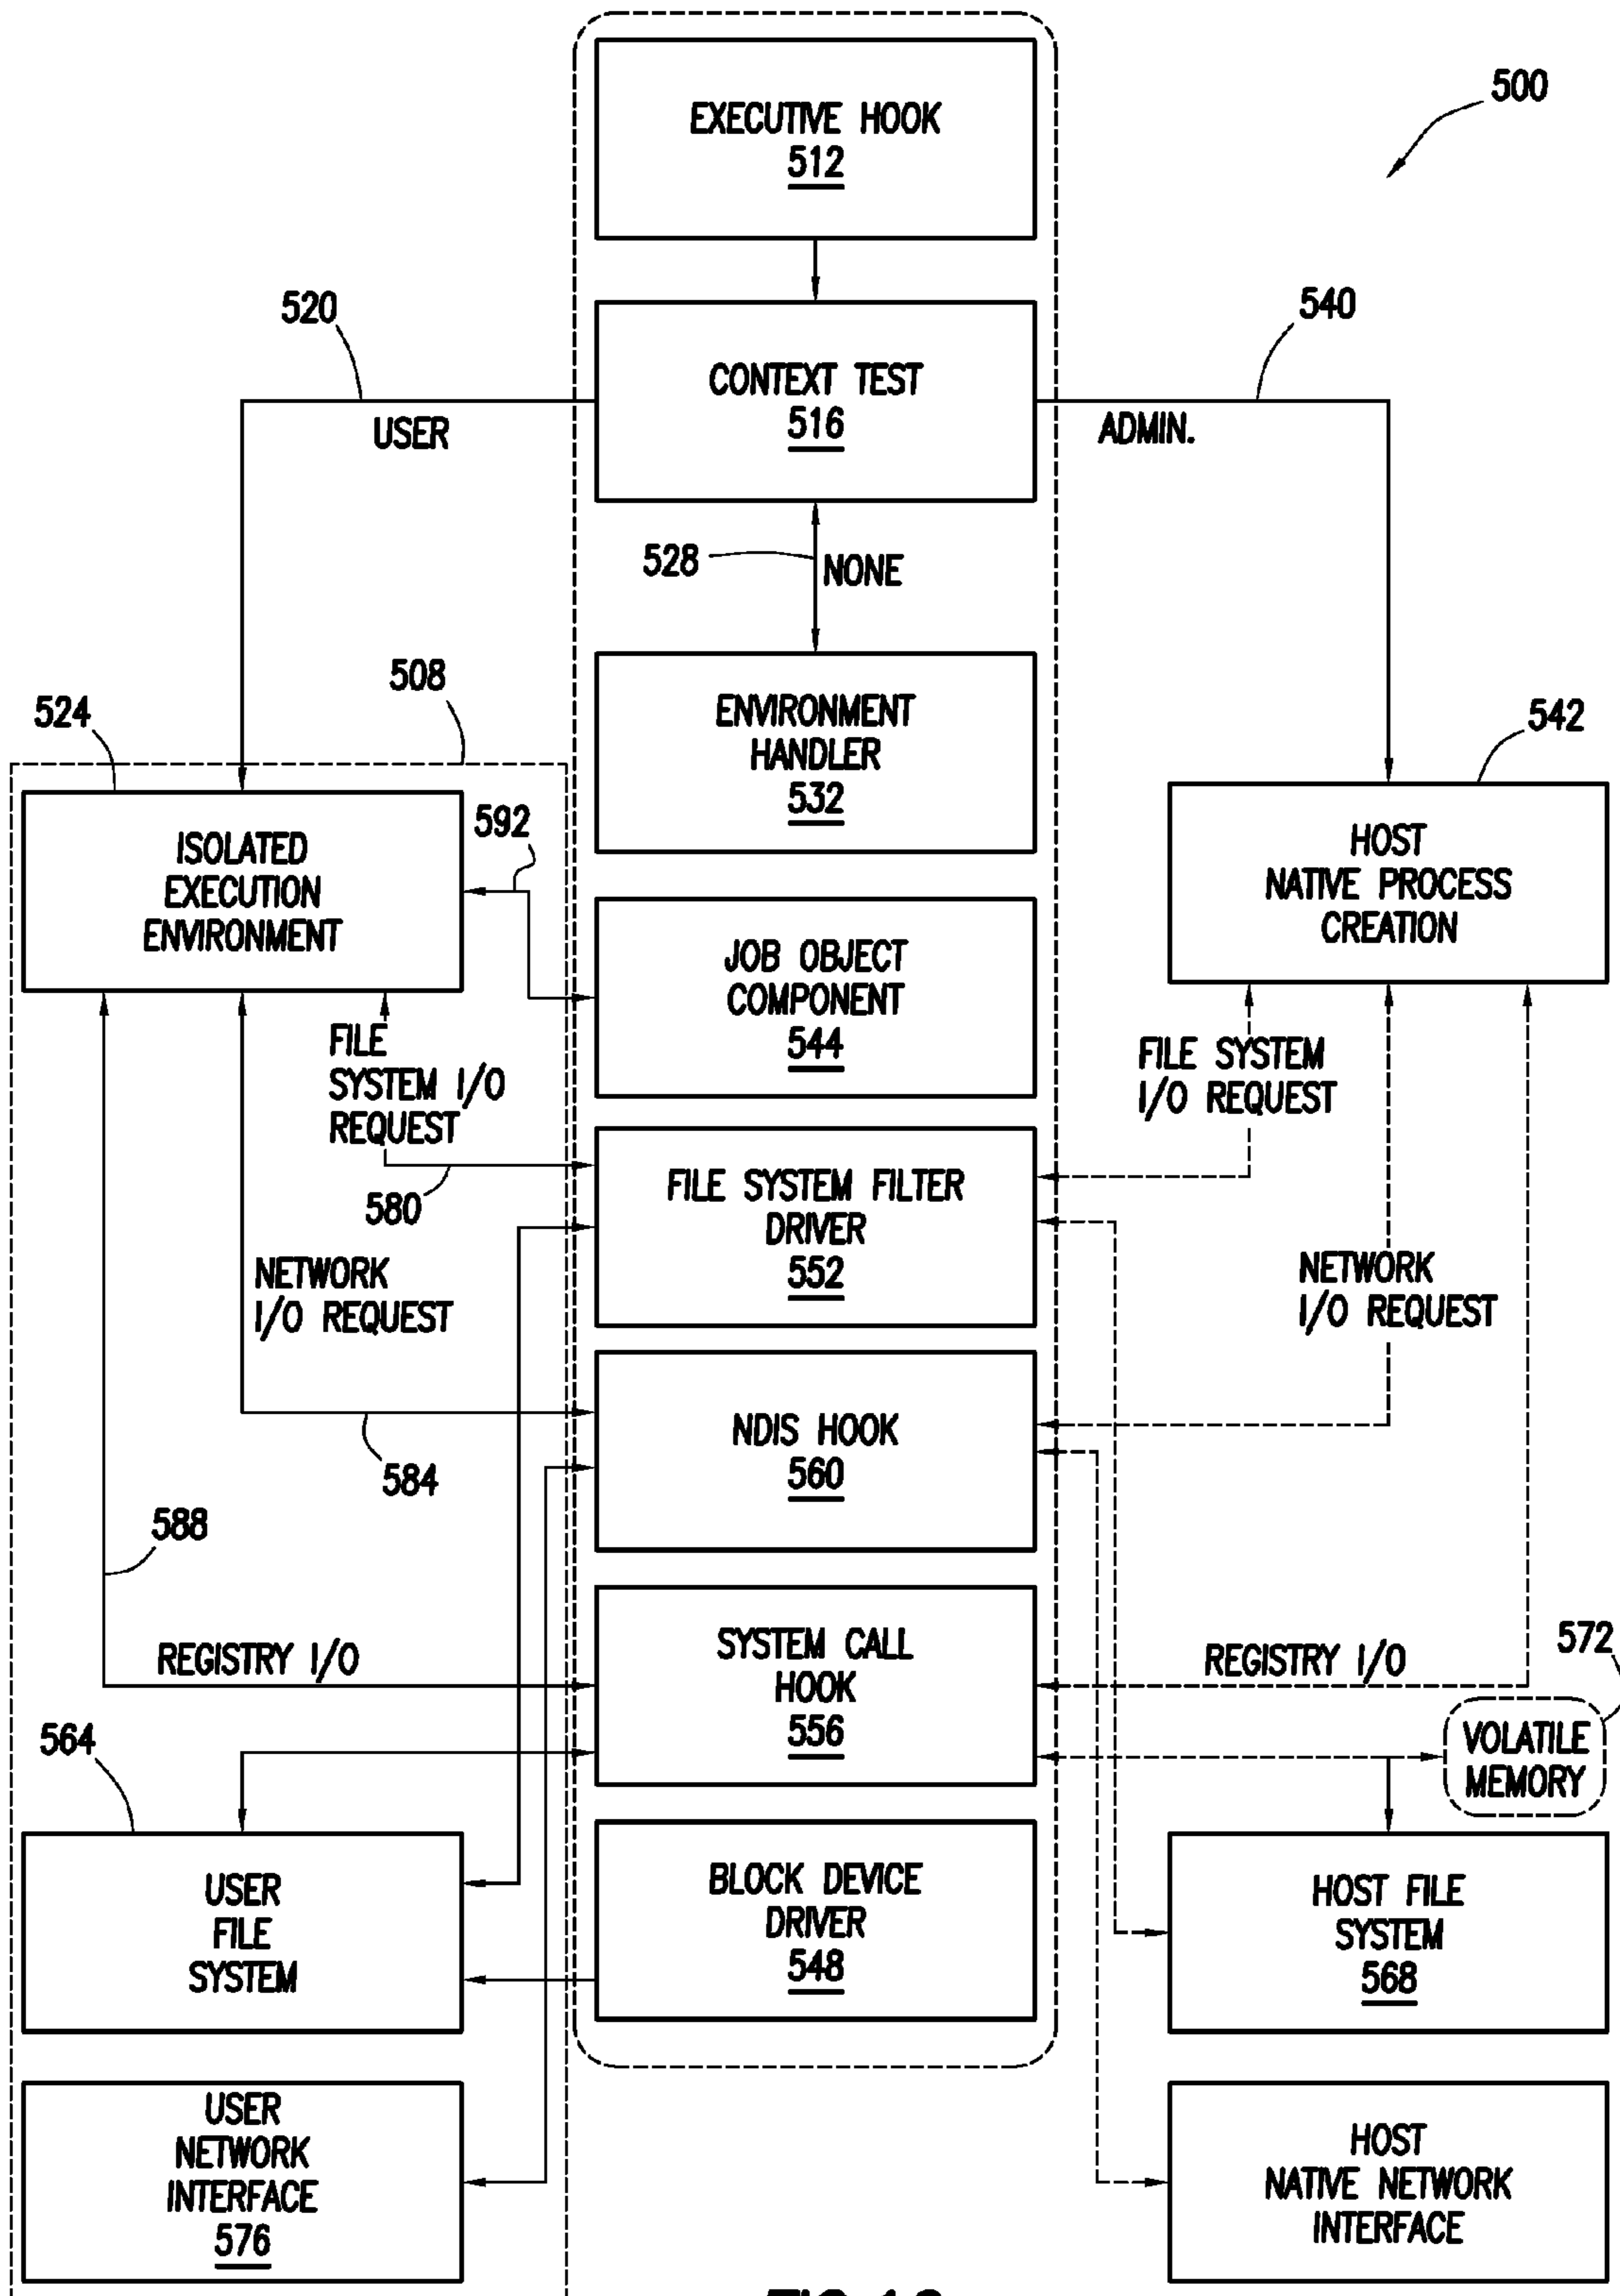 EXECUTIVE HOOK
512
500
520
540
CONTEXT TEST
516
USER
ADMIN.
528
NONE
508
524
ENVIRONMENT
HANDLER
532
542
592
ISOLATED
EXECUTION
ENVIRONMENT
HOST
NATIVE PROCESS
CREATION
JOB OBJECT
COMPONENT
544
FILE
SYSTEM I/O
REQUEST
FILE SYSTEM
I/O REQUEST
580
FILE SYSTEM FILTER
DRIVER
552
NETWORK
I/O REQUEST
NETWORK
I/O REQUEST
NDIS HOOK
560
584
588
REGISTRY I/O
SYSTEM CALL
HOOK
556
REGISTRY I/O
572
VOLATILE
MEMORY
564
USER
FILE
SYSTEM
BLOCK DEVICE
DRIVER
548
HOST FILE
SYSTEM
568
USER
NETWORK
INTERFACE
576
HOST
NATIVE NETWORK
INTERFACE